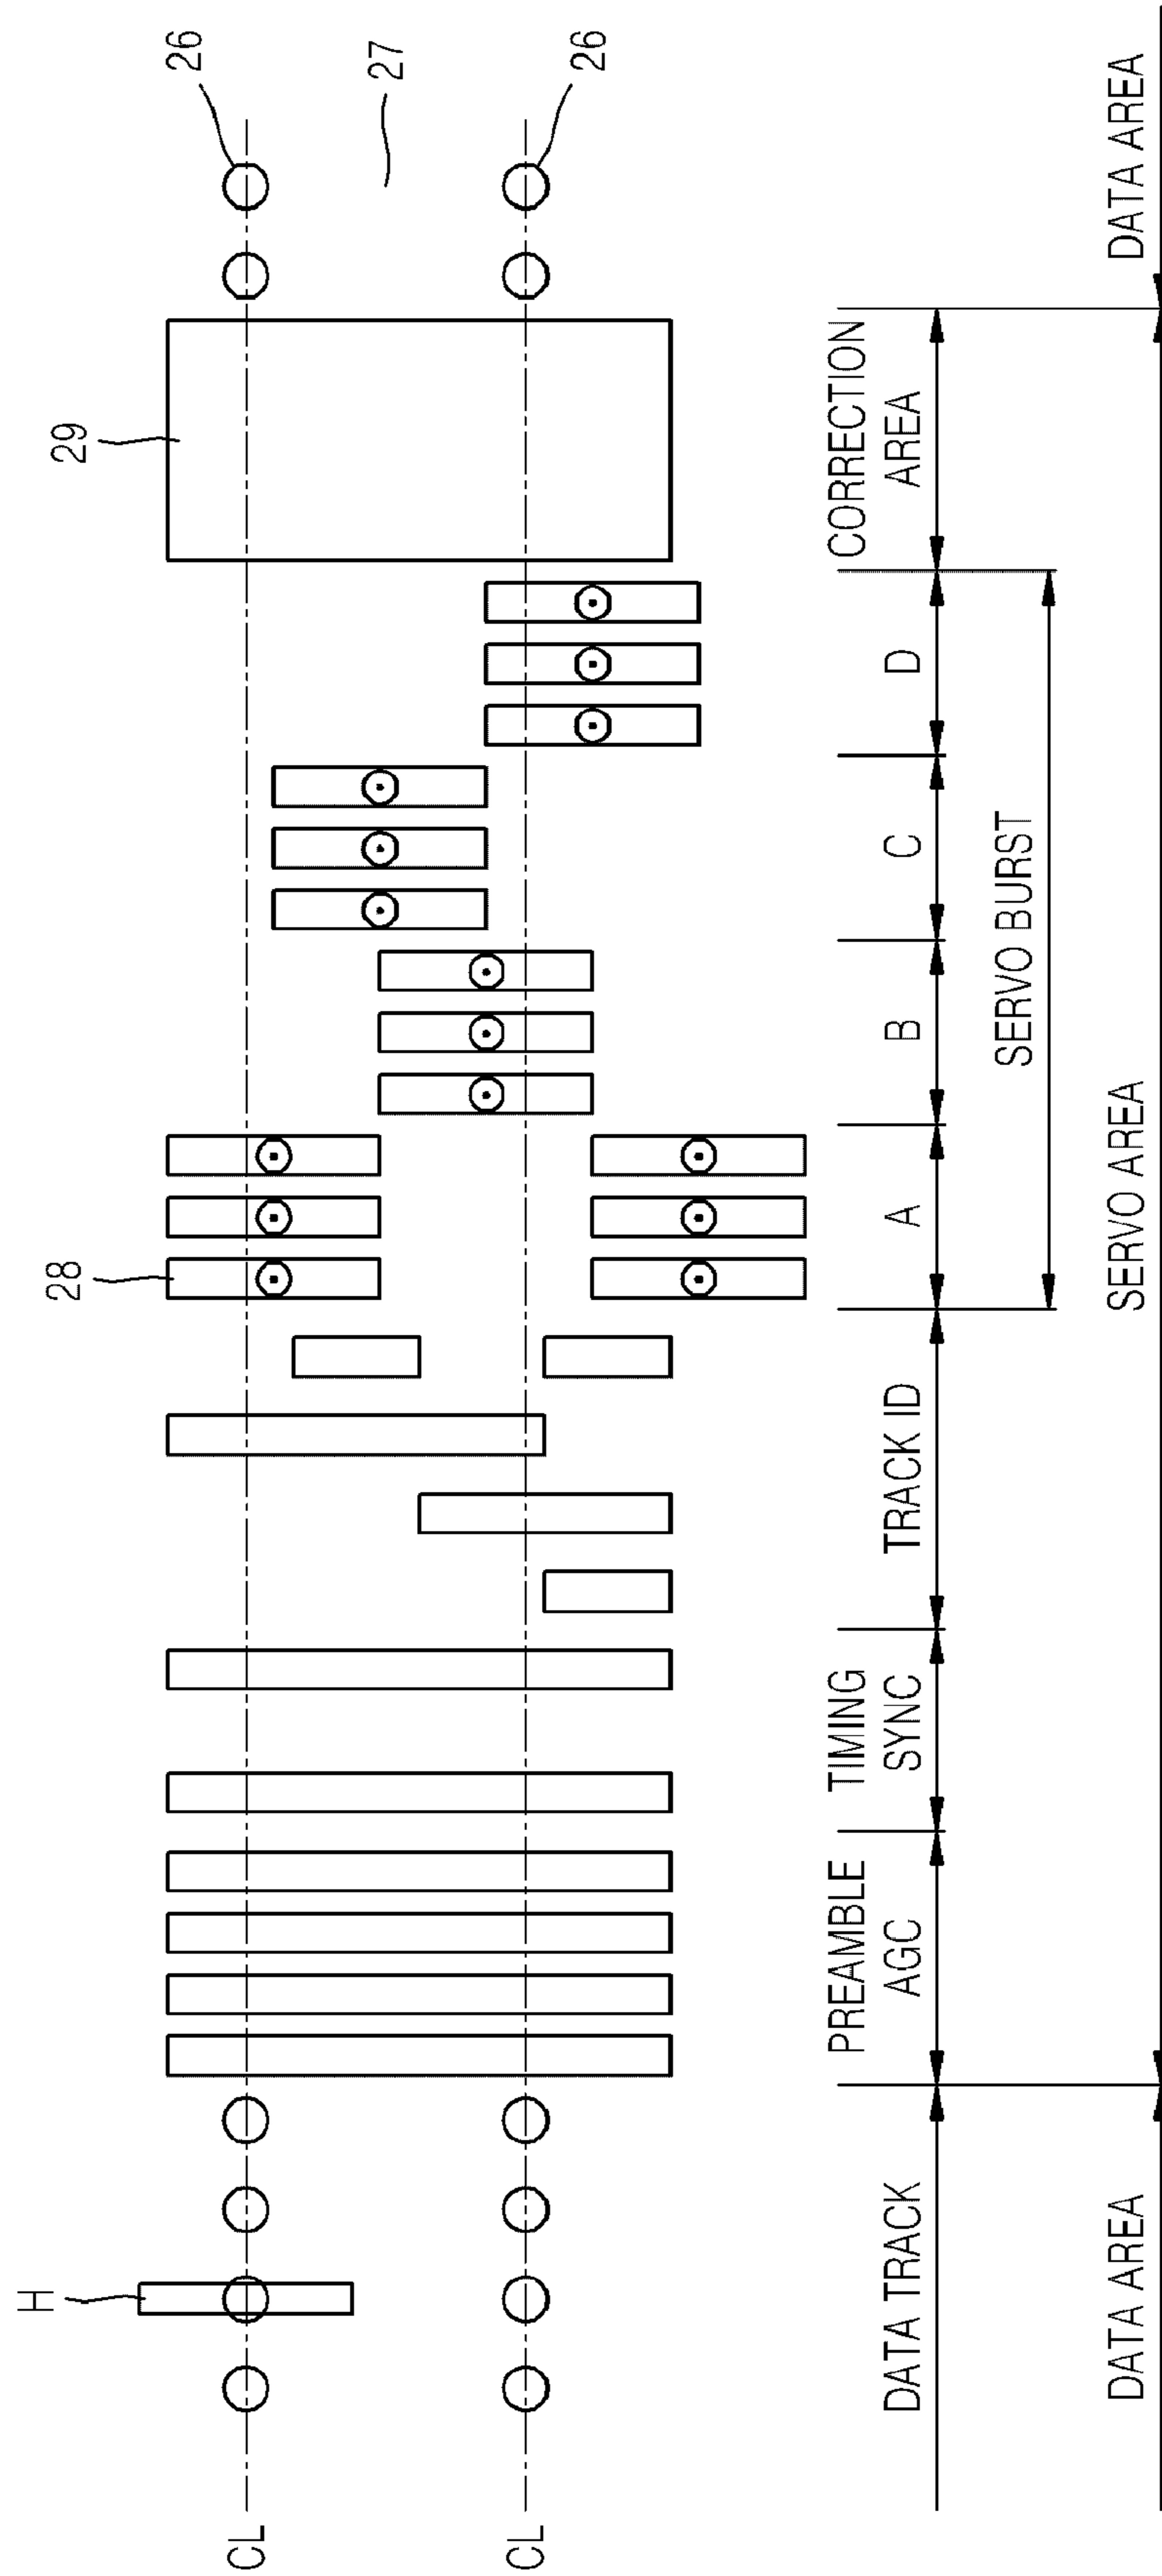 26
27
26
29
28
H
CL
CL
DATA TRACK
PREAMBLE
AGC
TIMING
SYNC
TRACK ID
A
B
C
D
CORRECTION
AREA
SERVO BURST
DATA AREA
SERVO AREA
DATA AREA